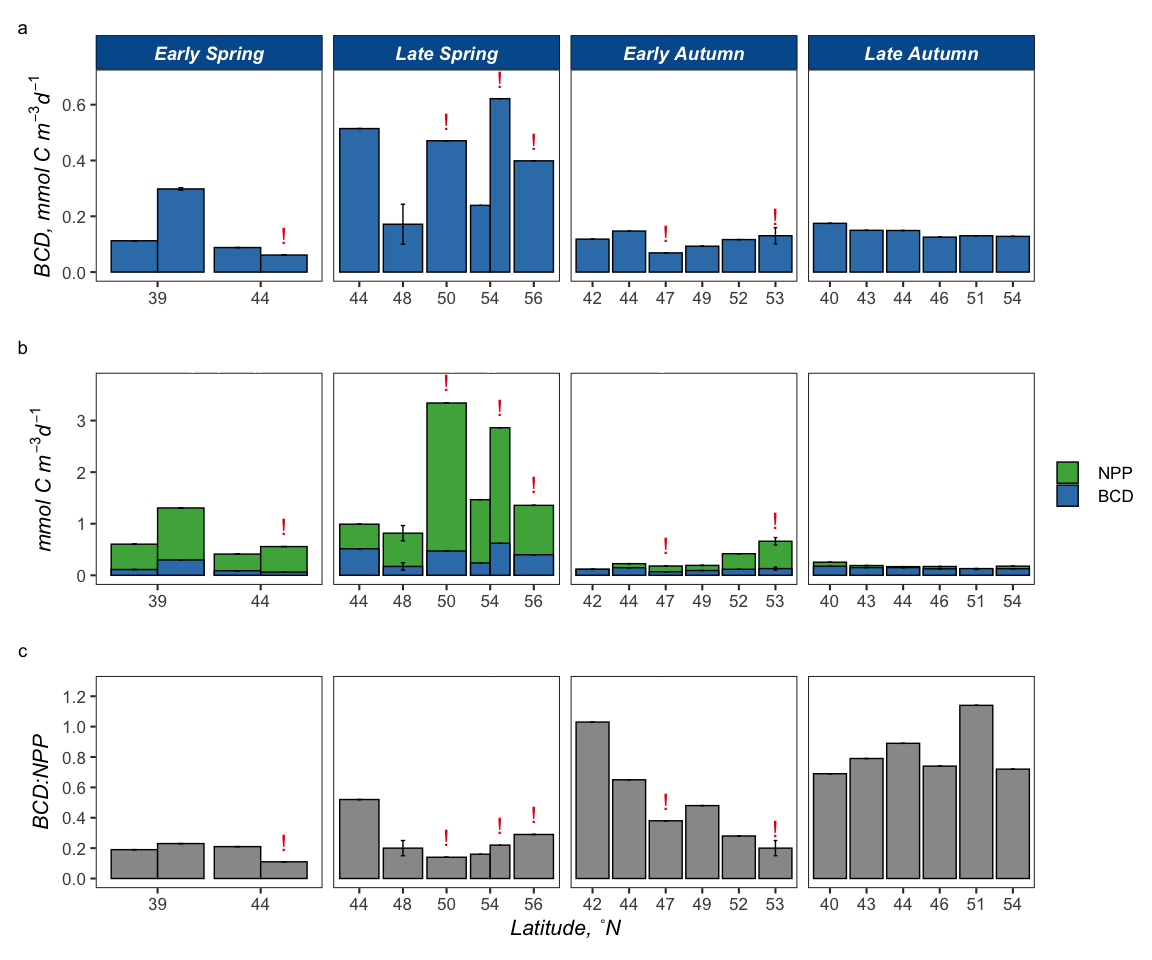 a
Early Spring Late Spring Early Autumn Late Autumn
BCD, mmol C m−3d−1
0.6
0.4
0.2
0.0
! ! ! ! ! !
39 44 44 48 50 54 56 42 44 47 49 52 53 40 43 44 46 51 54
b
mmol C m−3d−1
3
2
1
0
! ! ! ! ! !
39 44 44 48 50 54 56 42 44 47 49 52 53 40 43 44 46 51 54
NPP
BCD
c
BCD:NPP
1.2
1.0
0.8
0.6
0.4
0.2
0.0
! ! ! ! ! !
39 44 44 48 50 54 56 42 44 47 49 52 53 40 43 44 46 51 54
Latitude, ˚N